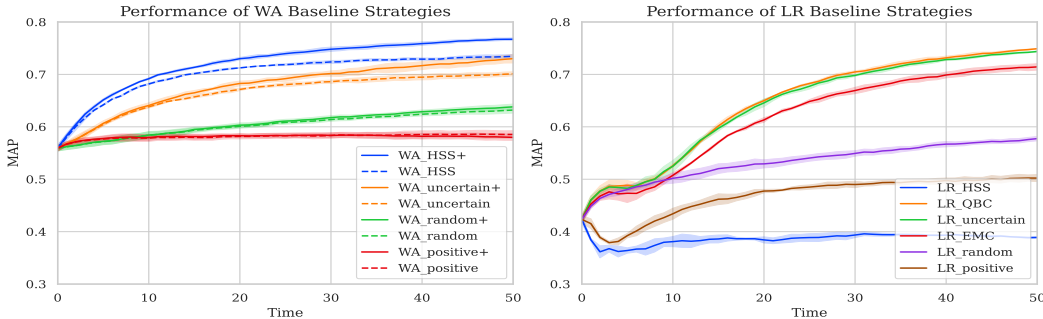 Performance of WA Baseline Strategies
0.8
0.7
0.6
0.5
0.4
0.3
MAP
0
10
20
30
40
50
Time
WA_HSS+
WA_HSS
WA_uncertain+
WA_uncertain
WA_random+
WA_random
WA_positive+
WA_positive
Performance of LR Baseline Strategies
0.8
0.7
0.6
0.5
0.4
0.3
MAP
0
10
20
30
40
50
Time
LR_HSS
LR_QBC
LR_uncertain
LR_EMC
LR_random
LR_positive